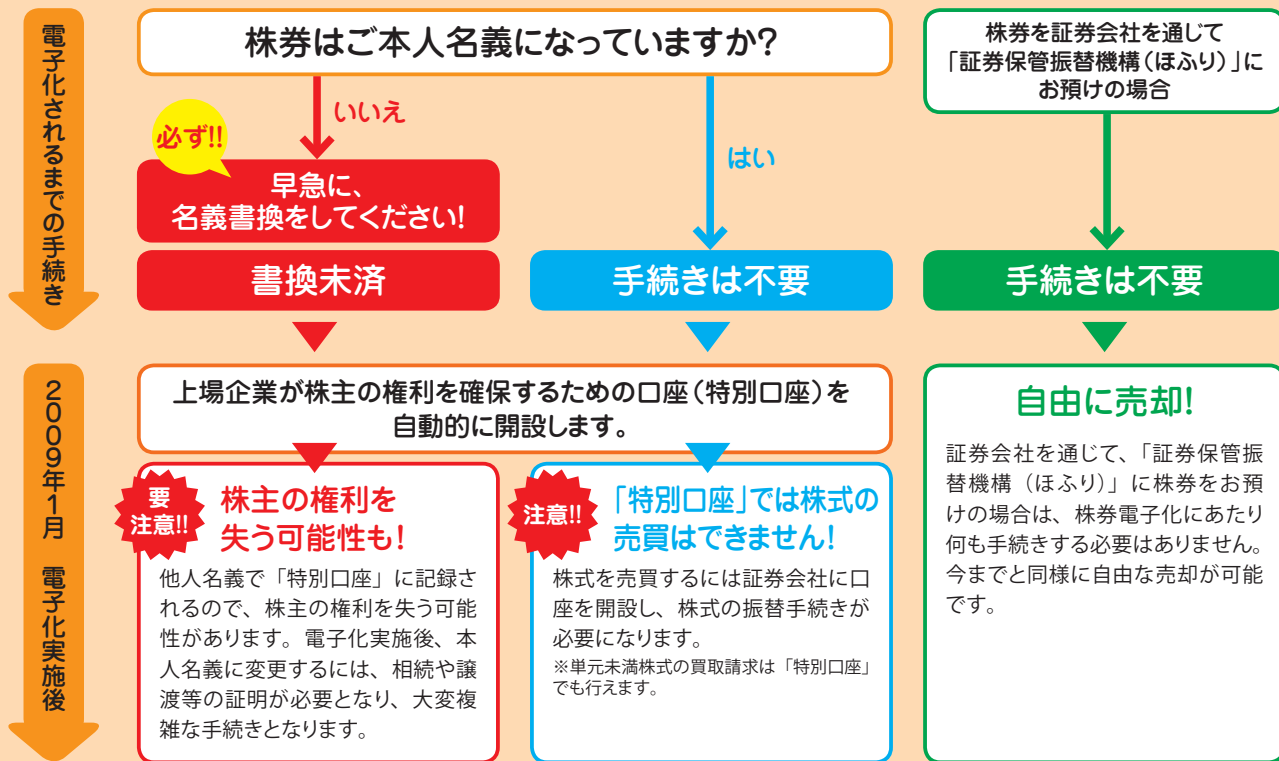 電子化されるまでの手続き
株券はご本人名義になっていますか?
いいえ
必ず!!
早急に、
名義書換をしてください!
書換未済
はい
手続きは不要
株券を証券会社を通じて
「証券保管振替機構(ほふり)」に
お預けの場合
手続きは不要
2009年1月 電子化実施後
上場企業が株主の権利を確保するための口座(特別口座)を
自動的に開設します。
要
注意!!
株主の権利を
失う可能性も!
他人名義で「特別口座」に記録さ
れるので、株主の権利を失う可能
性があります。電子化実施後、本
人名義に変更するには、相続や譲
渡等の証明が必要となり、大変複
雑な手続きとなります。
注意!!
「特別口座」では株式の
売買はできません!
株式を売買するには証券会社に口
座を開設し、株式の振替手続きが
必要になります。
※単元未満株式の買取請求は「特別口座」
でも行えます。
自由に売却!
証券会社を通じて、「証券保管振
替機構(ほふり)」に株券をお預
けの場合は、株券電子化にあたり
何も手続きする必要はありません。
今までと同様に自由な売却が可能
です。